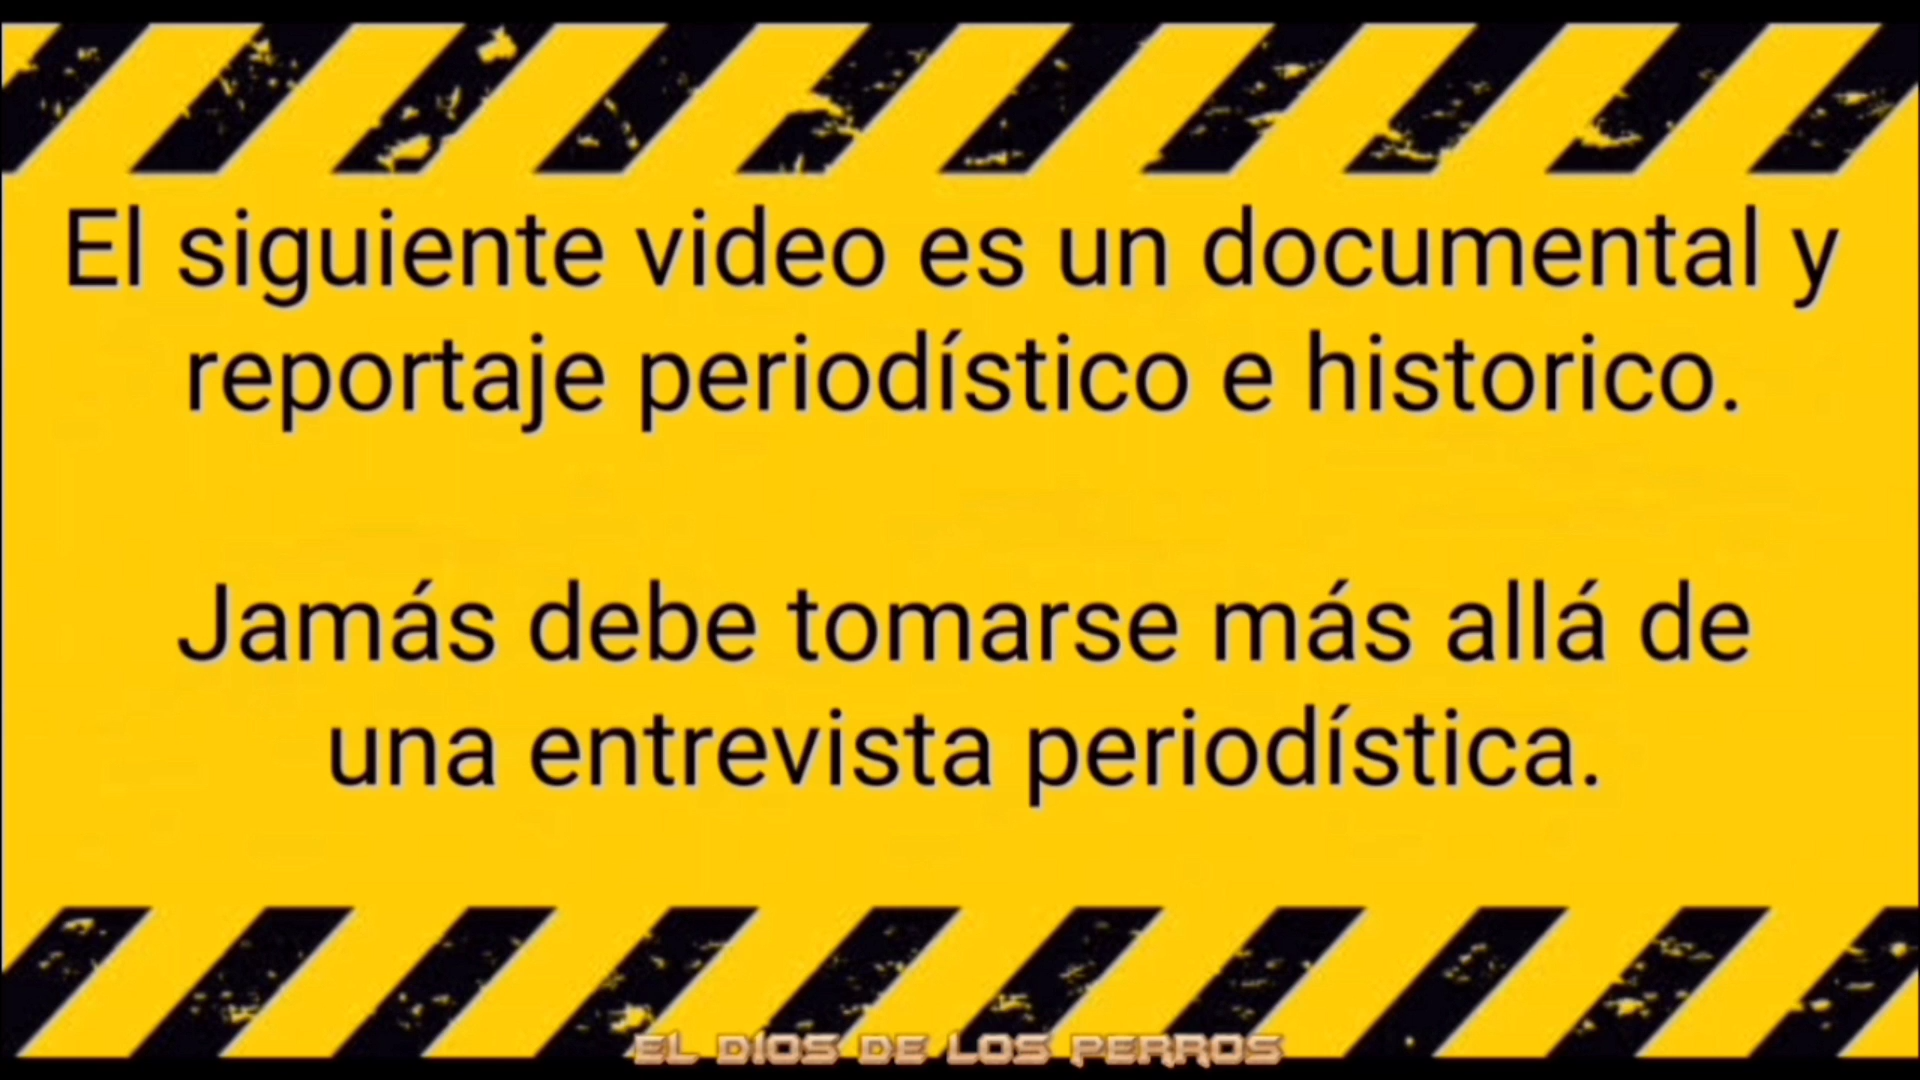 El siguiente video es un documental y
reportaje periodístico e historico.
Jamás debe tomarse más allá de
una entrevista periodística.
EL DÍOS DE LOS PERROS